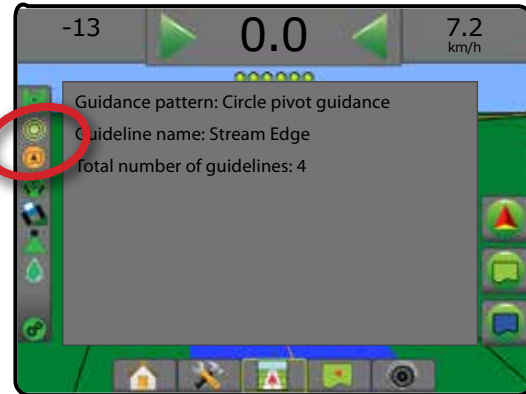 -13
0.0
7.2
km/h
Guidance pattern: Circle pivot guidance
Guideline name: Stream Edge
Total number of guidelines: 4